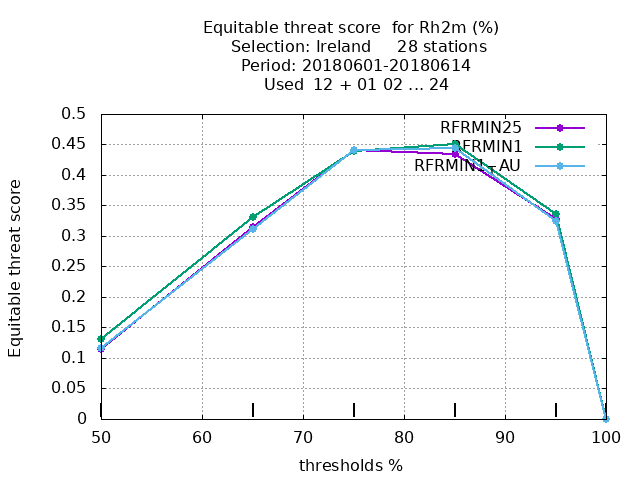 Equitable threat score  for Rh2m (%)
Selection: Ireland     28 stations
Period: 20180601-20180614
Used  12 + 01 02 ... 24
Equitable threat score
0.5
0.45
0.4
0.35
0.3
0.25
0.2
0.15
0.1
0.05
0
RFRMIN25
RFRMIN1
RFRMIN1+AU
50
60
70
80
90
100
thresholds %